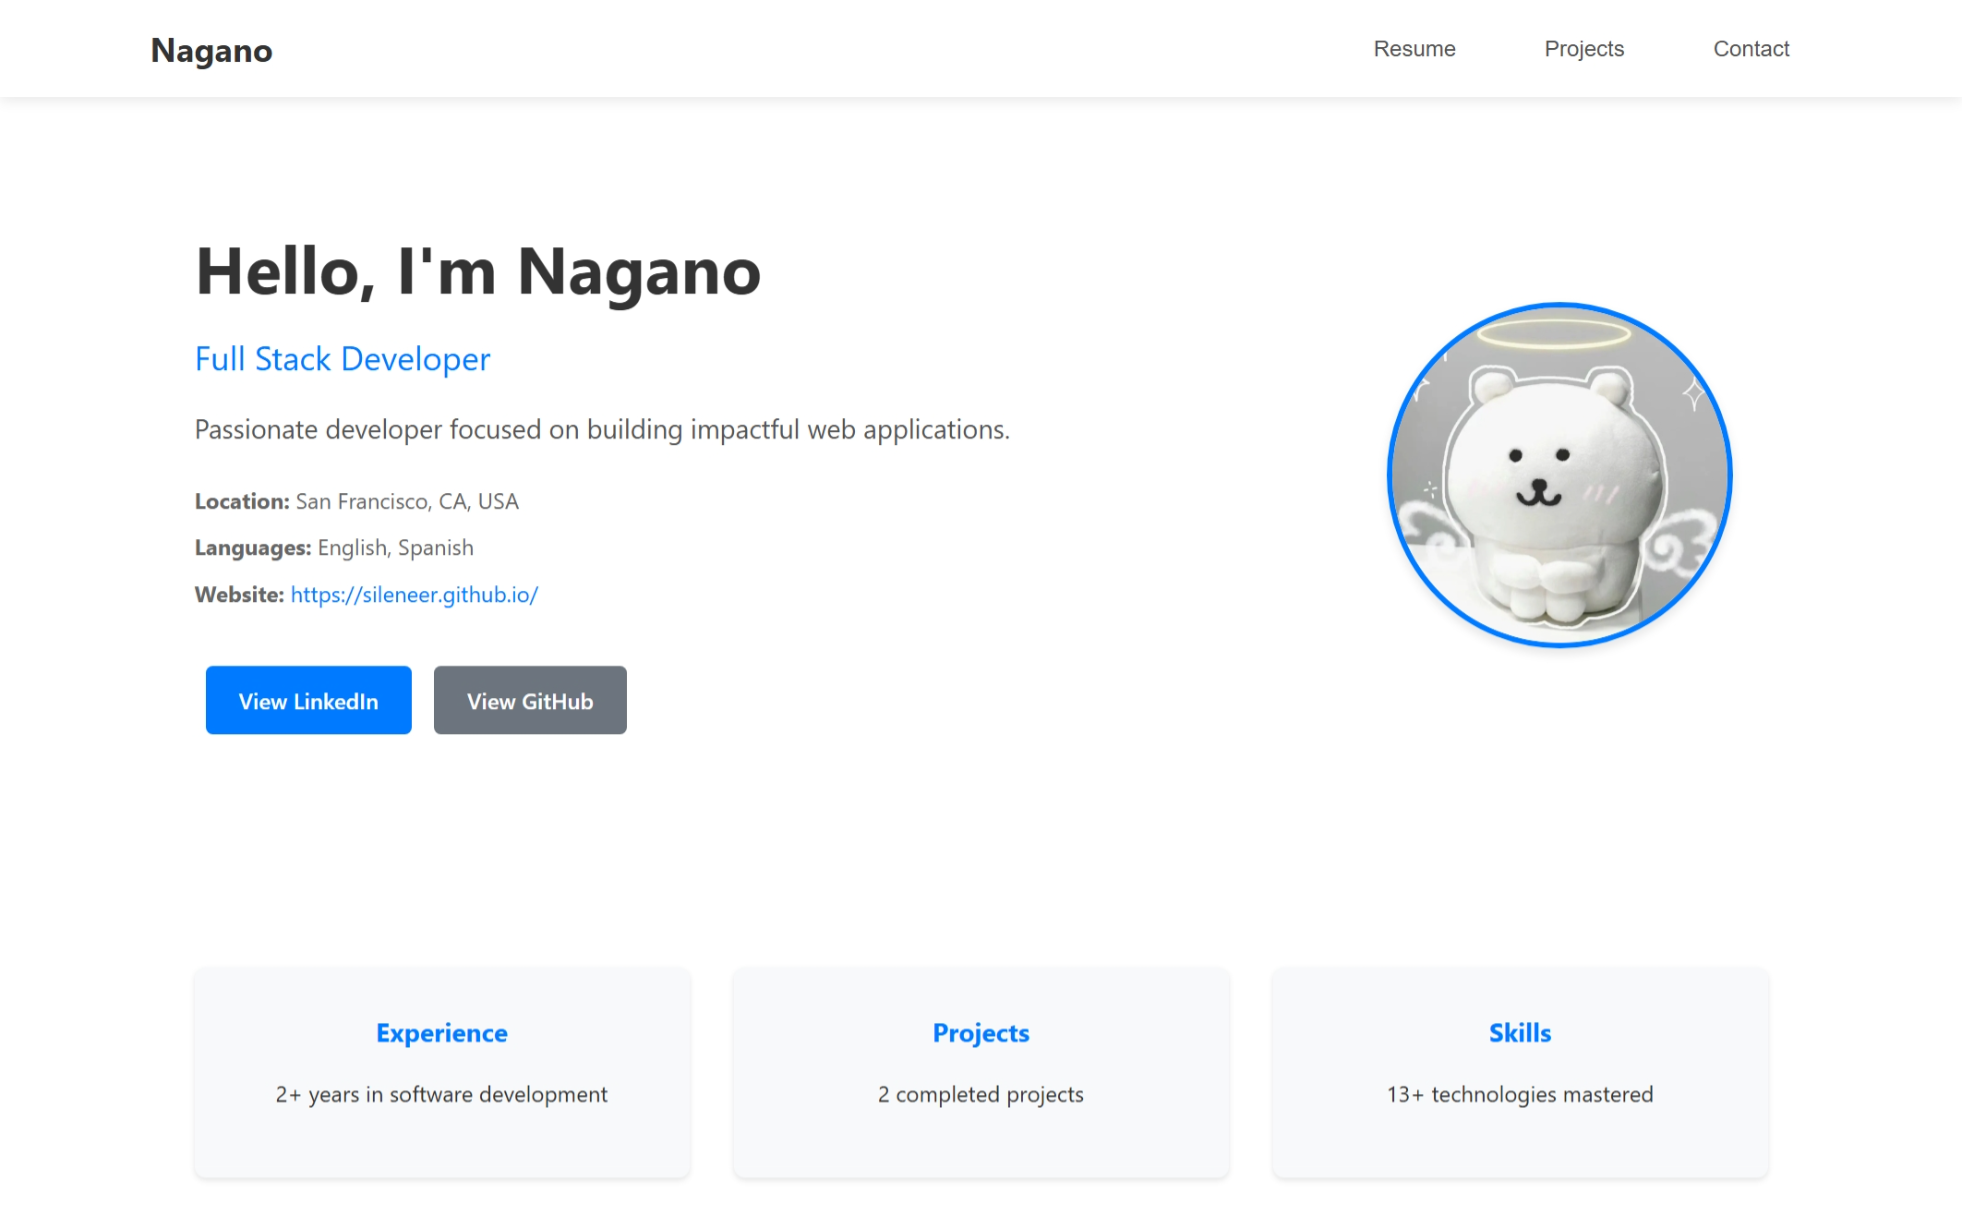 Nagano
Resume
Projects
Contact
Hello, I'm Nagano
Full Stack Developer
Passionate developer focused on building impactful web applications.
Location: San Francisco, CA, USA
Languages: English, Spanish
Website: https://sileneer.github.io/
View LinkedIn
View GitHub
Experience
2+ years in software development
Projects
2 completed projects
Skills
13+ technologies mastered